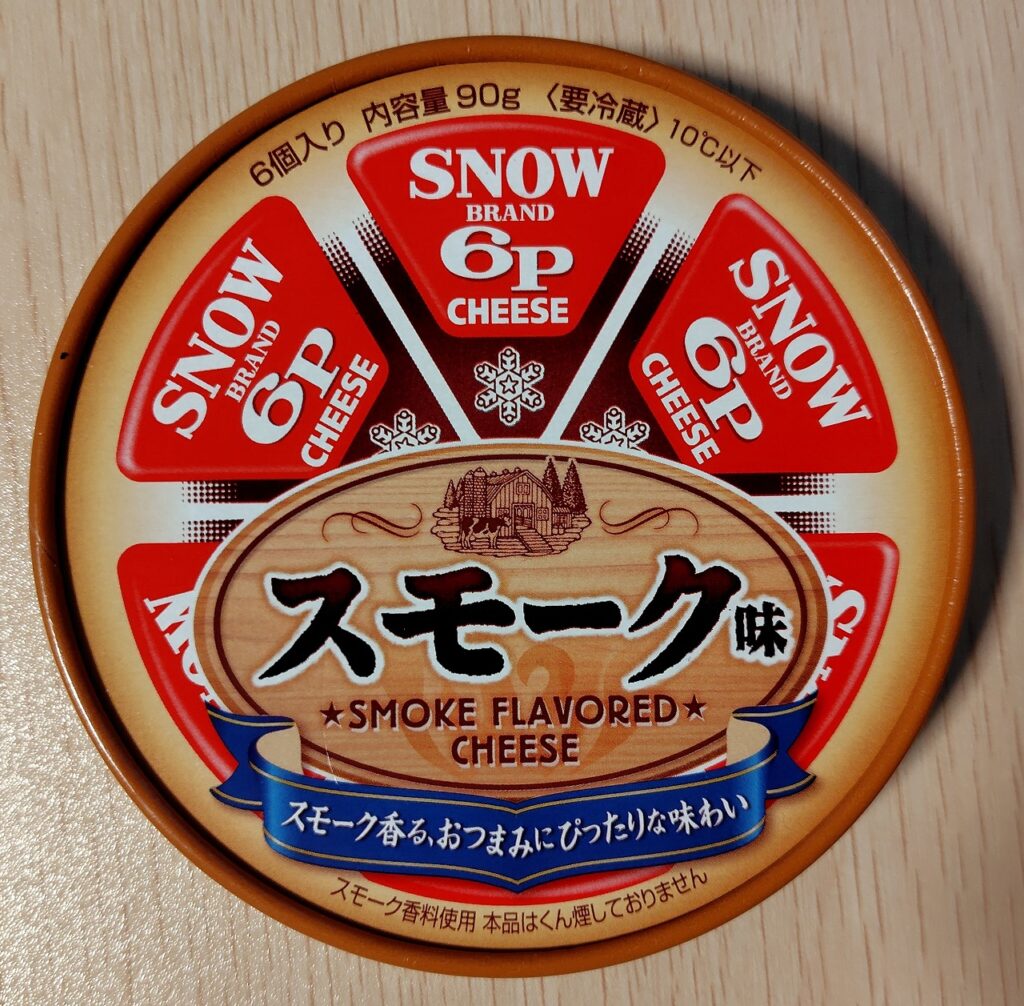 6個入り 内容量90g 〈要冷蔵〉10℃以下
SNOW
BRAND
6P
CHEESE
SNOW
BRAND
6P
CHEESE
SNOW
BRAND
6P
CHEESE
スモーク味
★SMOKE FLAVORED★
CHEESE
スモーク香る、おつまみにぴったりな味わい
スモーク香料使用 本品はくん煙しておりません